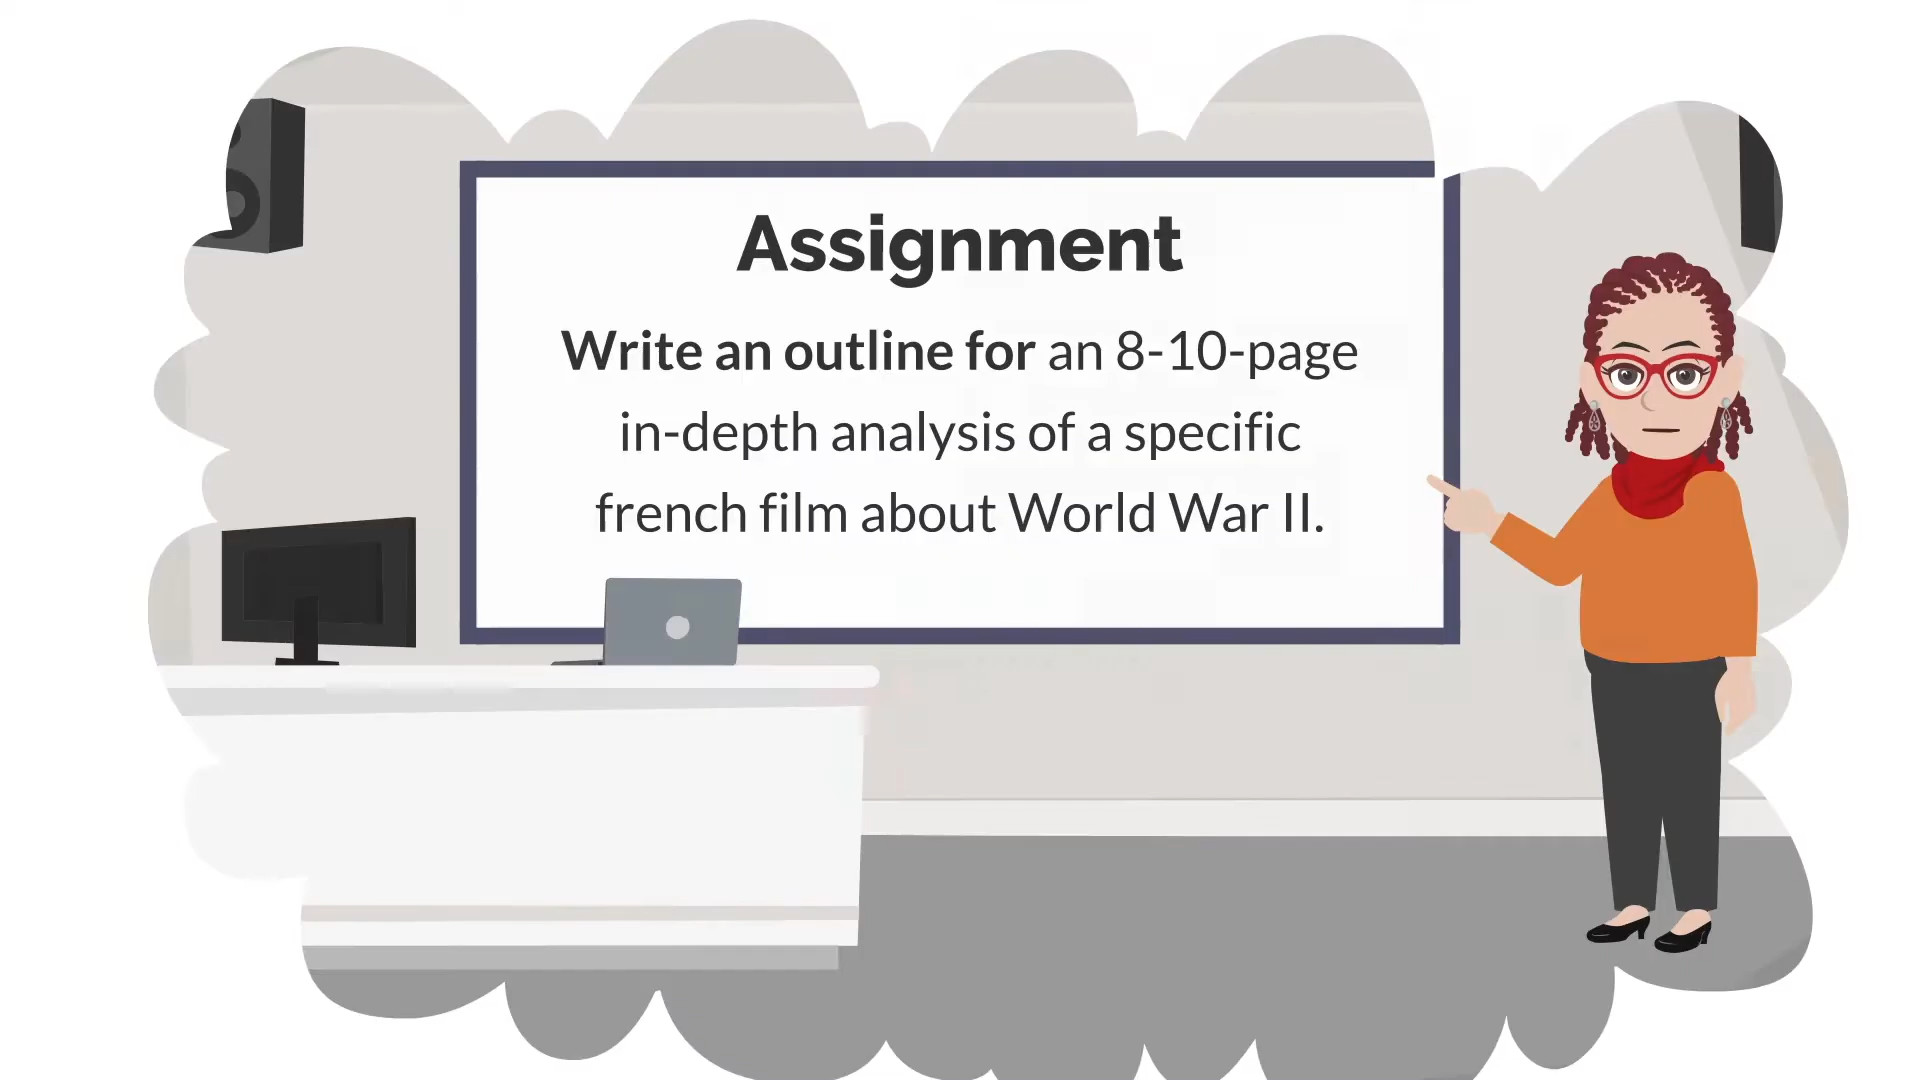 Assignment
Write an outline for an 8-10-page
in-depth analysis of a specific
french film about World War II.